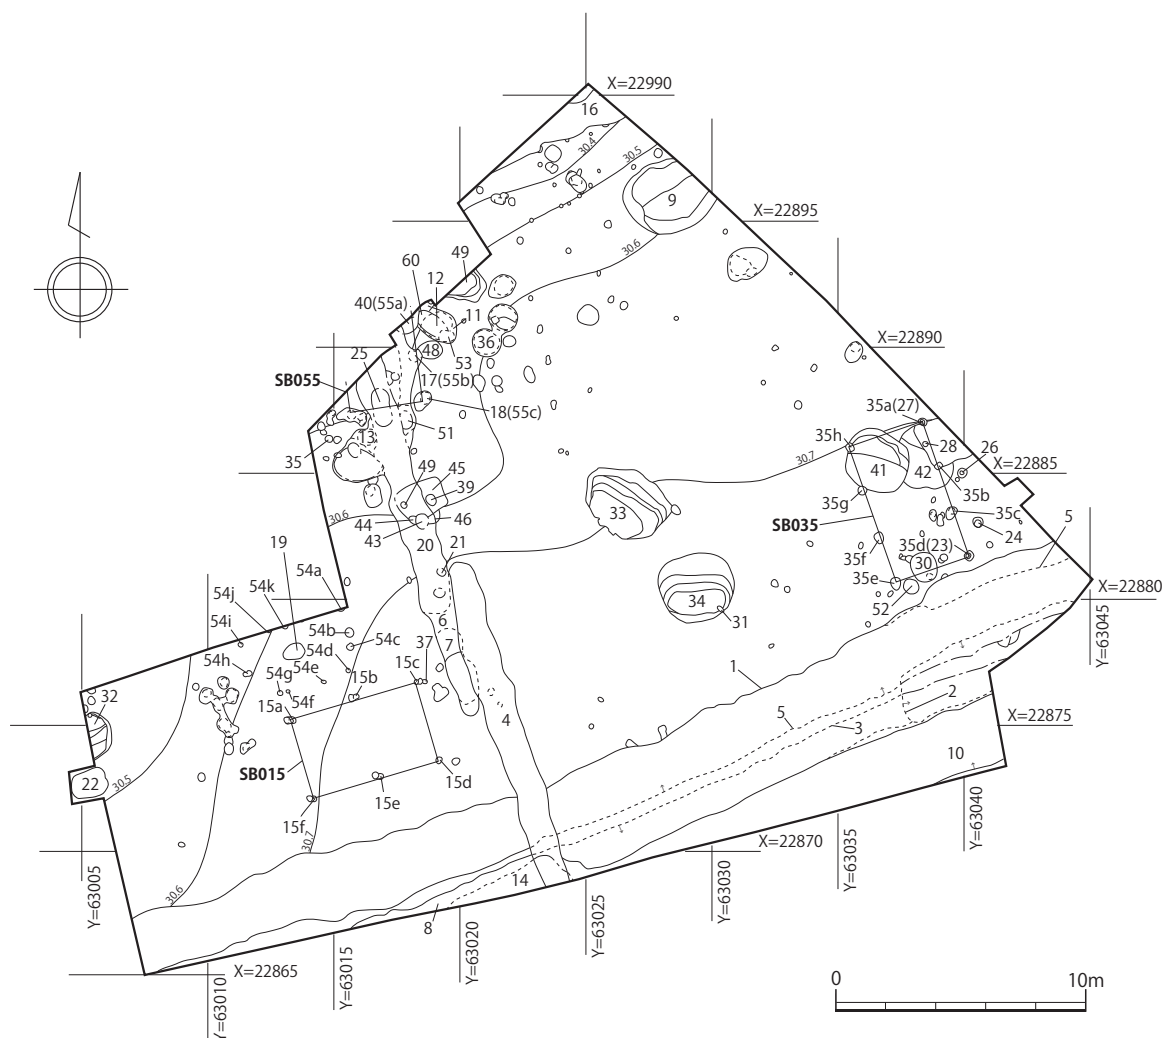 X=22990
16
30.4
30.5
9
X=22895
30.6
49
60
12
40(55a)
11
36
48
53
25
17(55b)
X=22890
SB055
18(55c)
51
13
35
35a(27)
35h
28
26
41
42
X=22885
30.7
35b
35g
49
45
39
33
SB035
35c
5
30.6
44
46
43
24
19
20
21
35d(23)
35f
30
54a
54k
54j
35e
X=22880
34
52
31
54i
54b
54c
6
54d
7
37
Y=63045
54h
54g
54e
15c
15b
1
54f
32
15a
4
5
2
3
X=22875
SB015
10
22
30.5
15d
15e
15f
30.7
X=22870
Y=63040
Y=63035
14
30.6
Y=63005
Y=63030
8
Y=63025
Y=63020
X=22865
Y=63015
Y=63010
0
10m